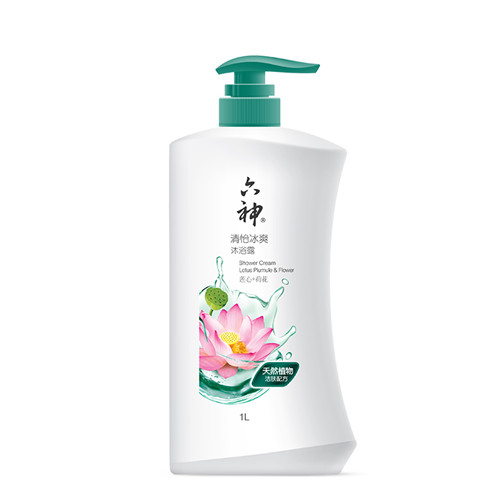 六
神®
清怡冰爽
沐浴露
Shower Cream
Lotus Plumule & Flower
莲心+荷花
天然植物
洁肤配方
1L